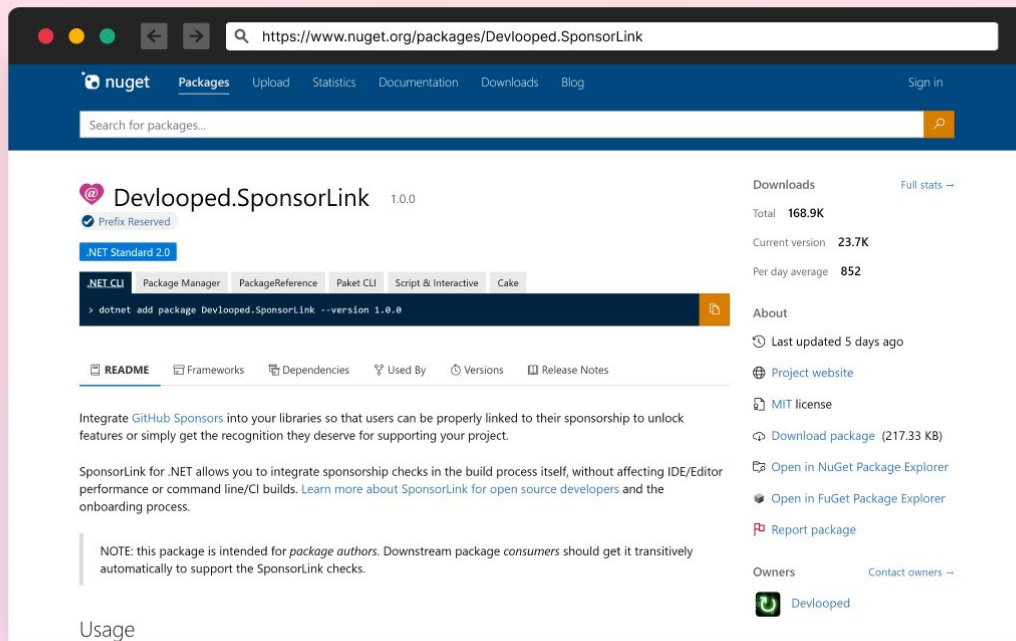 https://www.nuget.org/packages/Devlooped.SponsorLink
nuget Packages Upload Statistics Documentation Downloads Blog Sign in
Search for packages...
@ Devlooped.SponsorLink 1.0.0
Prefix Reserved
.NET Standard 2.0
.NET CLI Package Manager PackageReference Paket CLI Script & Interactive Cake
> dotnet add package Devlooped.SponsorLink --version 1.0.0
README Frameworks Dependencies Used By Versions Release Notes
Integrate GitHub Sponsors into your libraries so that users can be properly linked to their sponsorship to unlock
features or simply get the recognition they deserve for supporting your project.
SponsorLink for .NET allows you to integrate sponsorship checks in the build process itself, without affecting IDE/Editor
performance or command line/CI builds. Learn more about SponsorLink for open source developers and the
onboarding process.
NOTE: this package is intended for package authors. Downstream package consumers should get it transitively
automatically to support the SponsorLink checks.
Usage
Downloads Full stats →
Total 168.9K
Current version 23.7K
Per day average 852
About
Last updated 5 days ago
Project website
MIT license
Download package (217.33 KB)
Open in NuGet Package Explorer
Open in FuGet Package Explorer
Report package
Owners Contact owners →
Devlooped